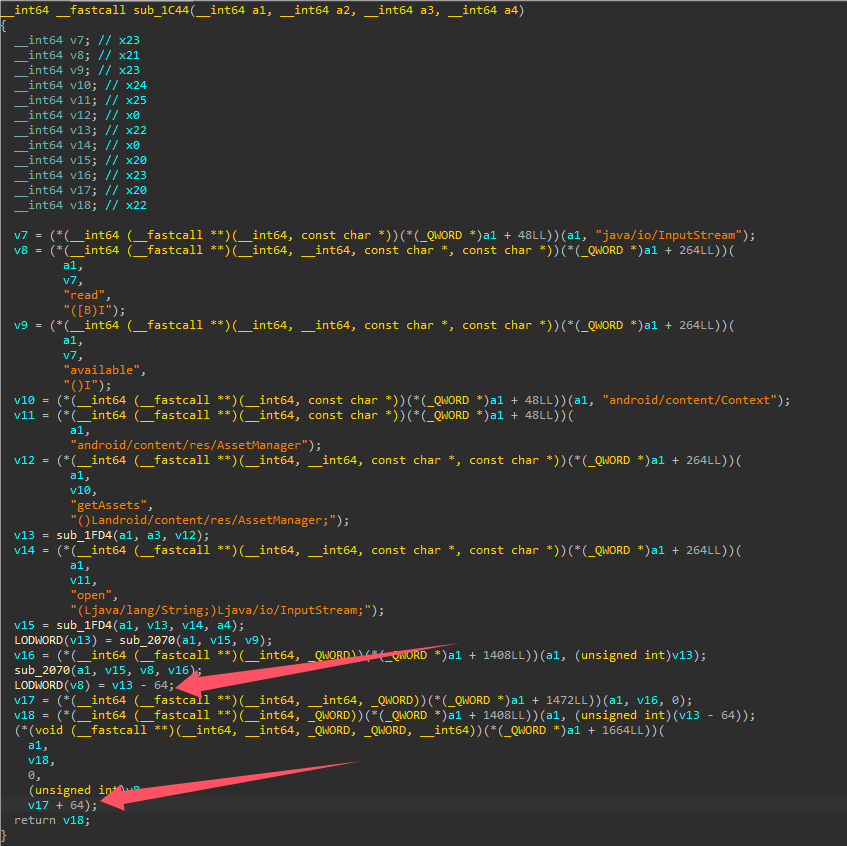 __int64 __fastcall sub_1C44(__int64 a1, __int64 a2, __int64 a3, __int64 a4)
{
  __int64 v7; // x23
  __int64 v8; // x21
  __int64 v9; // x23
  __int64 v10; // x24
  __int64 v11; // x25
  __int64 v12; // x0
  __int64 v13; // x22
  __int64 v14; // x0
  __int64 v15; // x20
  __int64 v16; // x23
  __int64 v17; // x20
  __int64 v18; // x22

  v7 = (*(__int64 (__fastcall **)(__int64, const char *))(*(_QWORD *)a1 + 48LL))(a1, "java/io/InputStream");
  v8 = (*(__int64 (__fastcall **)(__int64, __int64, const char *, const char *))(*(_QWORD *)a1 + 264LL))(
         a1,
         v7,
         "read",
         "([B)I");
  v9 = (*(__int64 (__fastcall **)(__int64, __int64, const char *, const char *))(*(_QWORD *)a1 + 264LL))(
         a1,
         v7,
         "available",
         "()I");
  v10 = (*(__int64 (__fastcall **)(__int64, const char *))(*(_QWORD *)a1 + 48LL))(a1, "android/content/Context");
  v11 = (*(__int64 (__fastcall **)(__int64, const char *))(*(_QWORD *)a1 + 48LL))(
          a1,
          "android/content/res/AssetManager");
  v12 = (*(__int64 (__fastcall **)(__int64, __int64, const char *, const char *))(*(_QWORD *)a1 + 264LL))(
          a1,
          v10,
          "getAssets",
          "()Landroid/content/res/AssetManager;");
  v13 = sub_1FD4(a1, a3, v12);
  v14 = (*(__int64 (__fastcall **)(__int64, __int64, const char *, const char *))(*(_QWORD *)a1 + 264LL))(
          a1,
          v11,
          "open",
          "(Ljava/lang/String;)Ljava/io/InputStream;");
  v15 = sub_1FD4(a1, v13, v14, a4);
  LODWORD(v13) = sub_2070(a1, v15, v9);
  v16 = (*(__int64 (__fastcall **)(__int64, _QWORD))(*(_QWORD *)a1 + 1408LL))(a1, (unsigned int)v13);
  sub_2070(a1, v15, v8, v16);
  LODWORD(v8) = v13 - 64;
  v17 = (*(__int64 (__fastcall **)(__int64, __int64, _QWORD))(*(_QWORD *)a1 + 1472LL))(a1, v16, 0);
  v18 = (*(__int64 (__fastcall **)(__int64, _QWORD))(*(_QWORD *)a1 + 1408LL))(a1, (unsigned int)(v13 - 64));
  (*(void (__fastcall **)(__int64, __int64, _QWORD, _QWORD, __int64))(*(_QWORD *)a1 + 1664LL))(
    a1,
    v18,
    0,
    (unsigned int)v8
    v17 + 64);
  return v18;
}